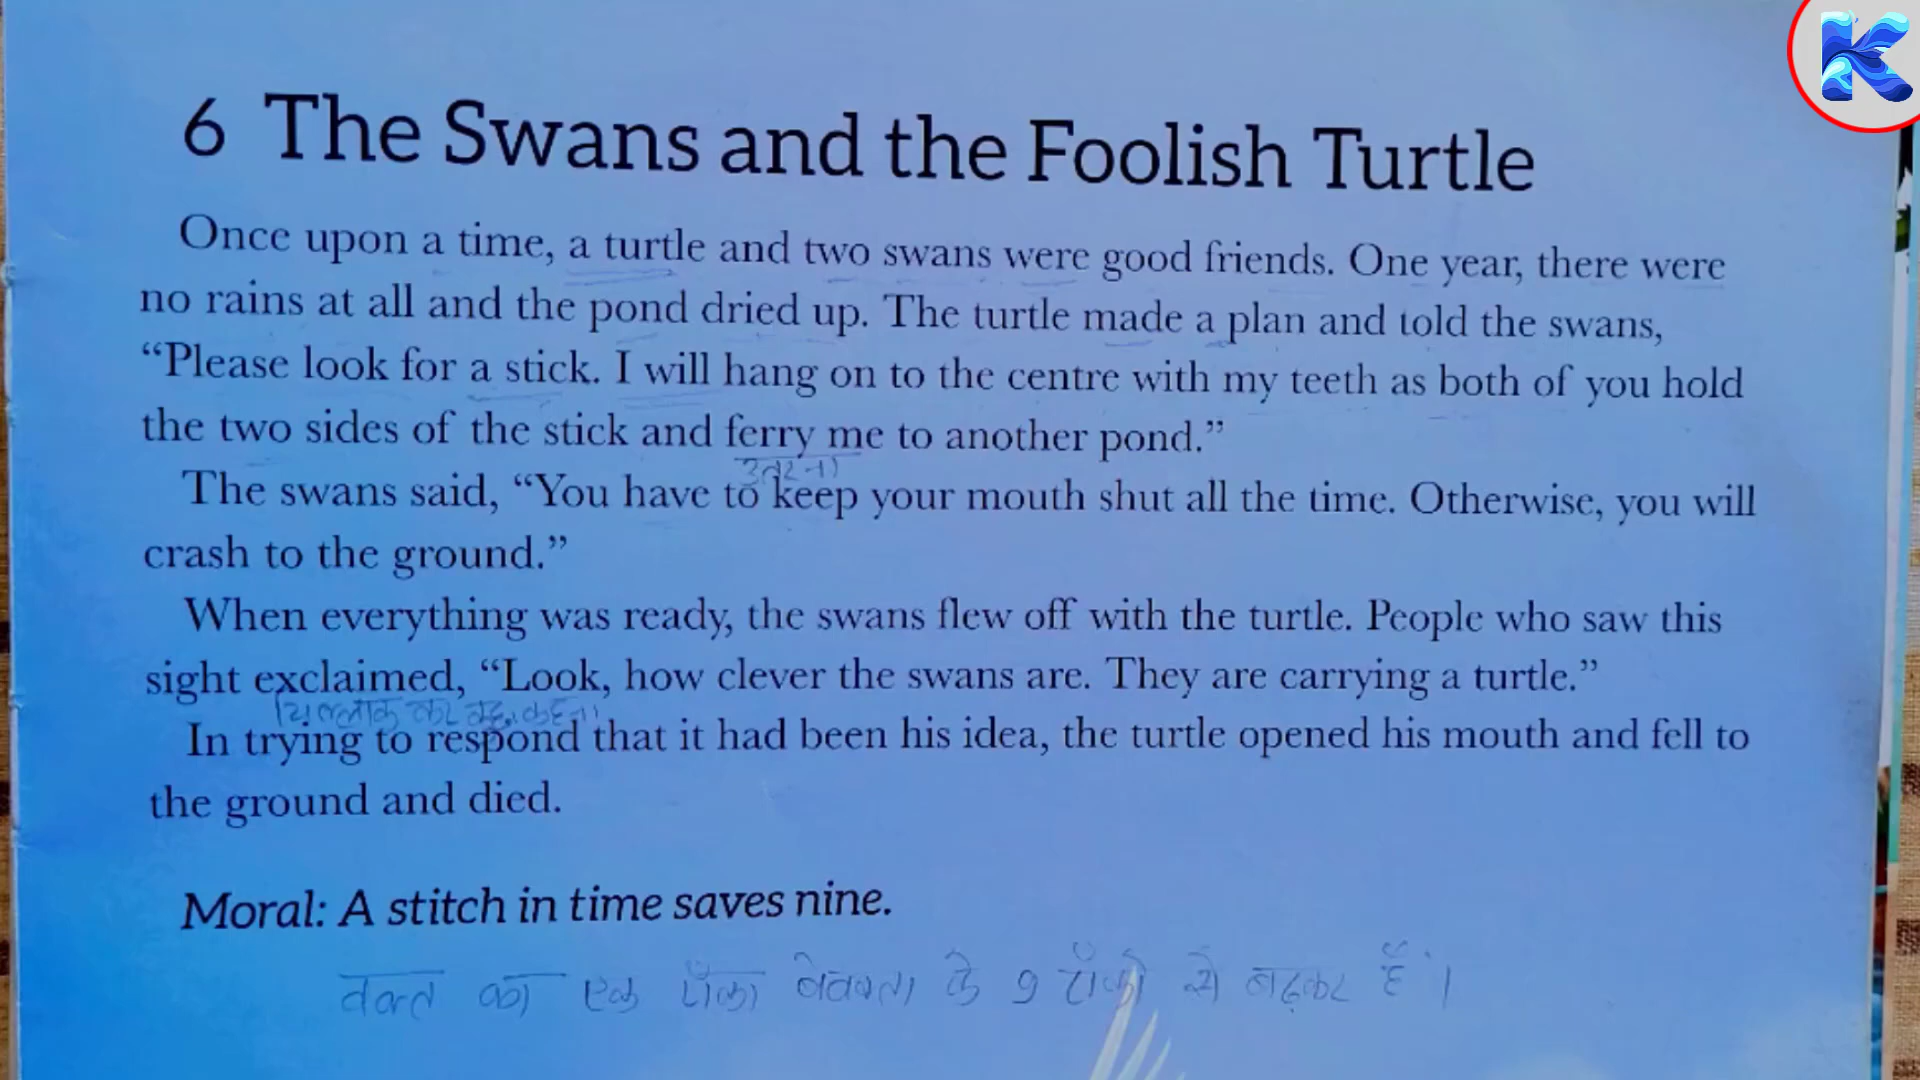 K
6 The Swans and the Foolish Turtle
Once upon a time, a turtle and two swans were good friends. One year, there were
no rains at all and the pond dried up. The turtle made a plan and told the swans,
“Please look for a stick. I will hang on to the centre with my teeth as both of you hold
the two sides of the stick and ferry me to another pond.”
उतरना
The swans said, “You have to keep your mouth shut all the time. Otherwise, you will
crash to the ground.”
When everything was ready, the swans flew off with the turtle. People who saw this
sight exclaimed, “Look, how clever the swans are. They are carrying a turtle.”
कर कहना
In trying to respond that it had been his idea, the turtle opened his mouth and fell to
the ground and died.
Moral: A stitch in time saves nine.
वक्त का एक टाँका के 9 टाँको से बढ़कर हैं।